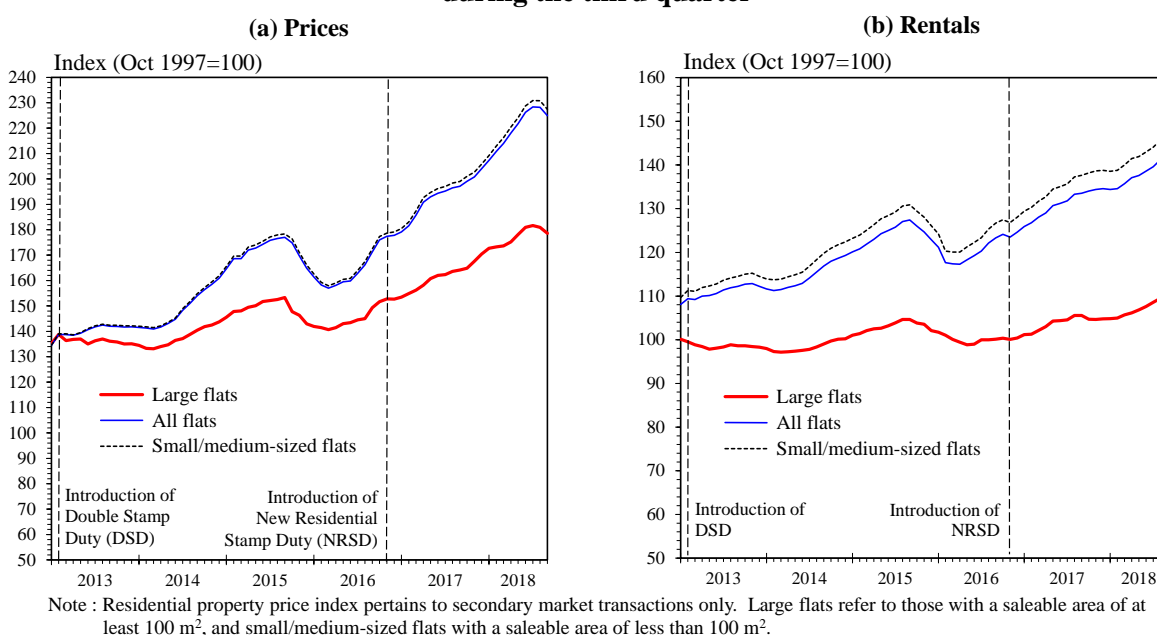 during the third quarter
(a) Prices
Index (Oct 1997=100)
240
230
220
210
200
190
180
170
160
150
140
130
120
110
100
90
80
70
60
50
Large flats
All flats
Small/medium-sized flats
Introduction of
Double Stamp
Duty (DSD)
Introduction of
New Residential
Stamp Duty (NRSD)
2013 2014 2015 2016 2017 2018
(b) Rentals
Index (Oct 1997=100)
160
150
140
130
120
110
100
90
80
70
60
50
Large flats
All flats
Small/medium-sized flats
Introduction of
DSD
Introduction of
NRSD
2013 2014 2015 2016 2017 2018
Note : Residential property price index pertains to secondary market transactions only. Large flats refer to those with a saleable area of at
least 100 m², and small/medium-sized flats with a saleable area of less than 100 m².